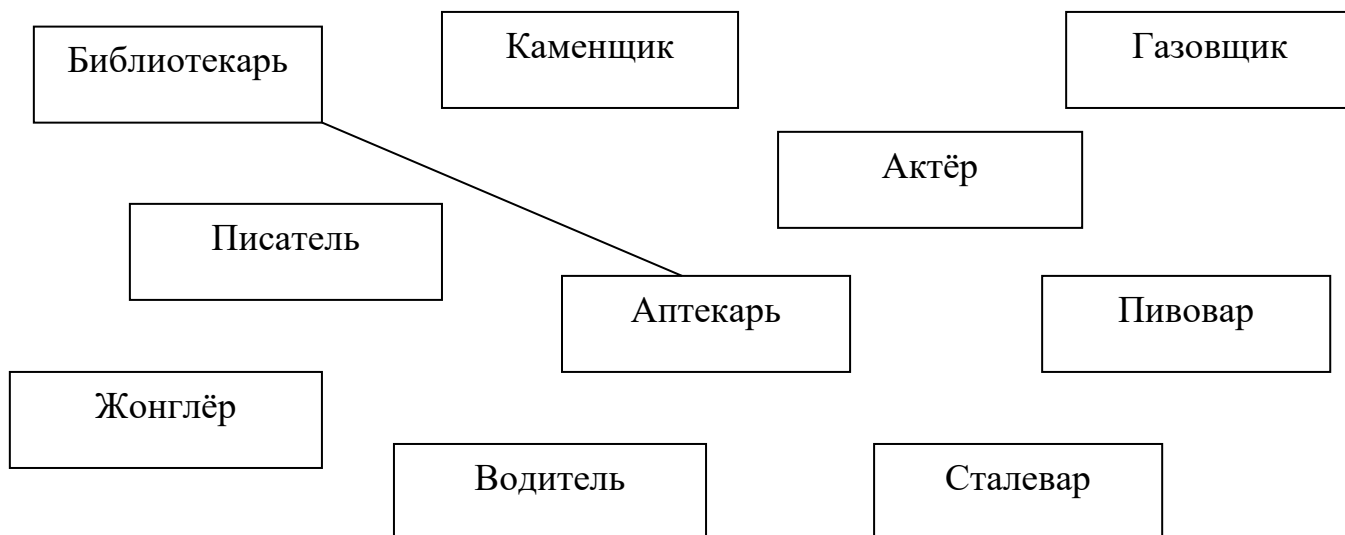 Библиотекарь
Каменщик
Газовщик
Актёр
Писатель
Аптекарь
Пивовар
Жонглёр
Водитель
Сталевар